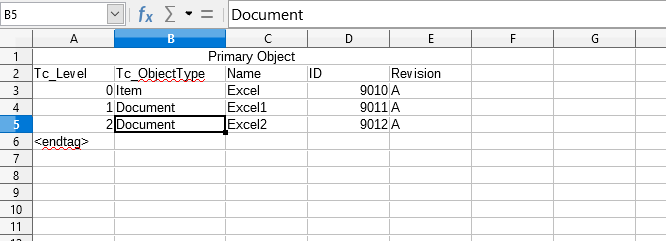 B5 fx Σ = Document
A B C D E F G
1 Primary Object
2 Tc_Level Tc_ObjectType Name ID Revision
3 0 Item Excel 9010 A
4 1 Document Excel1 9011 A
5 2 Document Excel2 9012 A
6 <endtag>
7
8
9
10
11